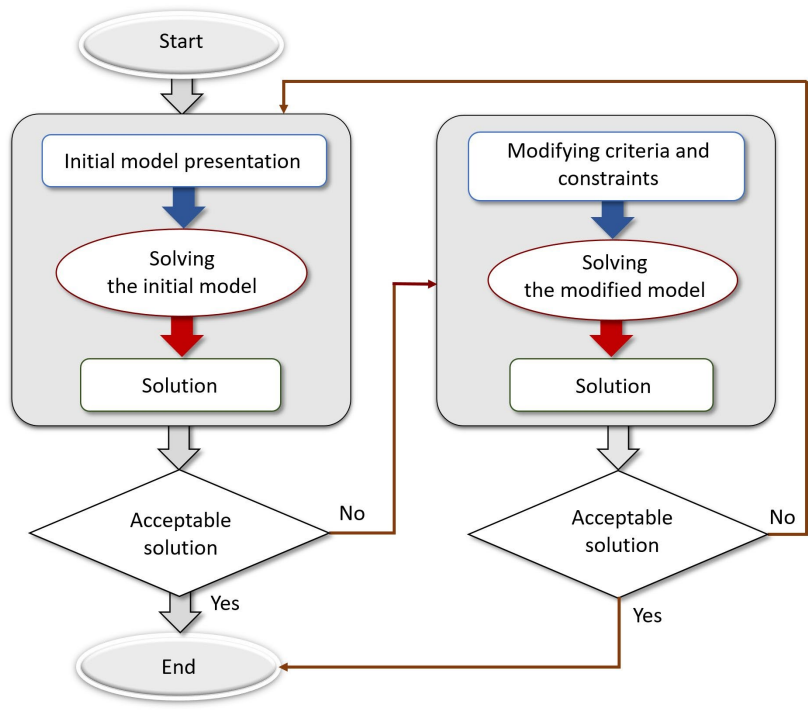 Start
Initial model presentation
Solving
the initial model
Solution
Acceptable
solution
No
Yes
End
Modifying criteria and
constraints
Solving
the modified model
Solution
Acceptable
solution
No
Yes